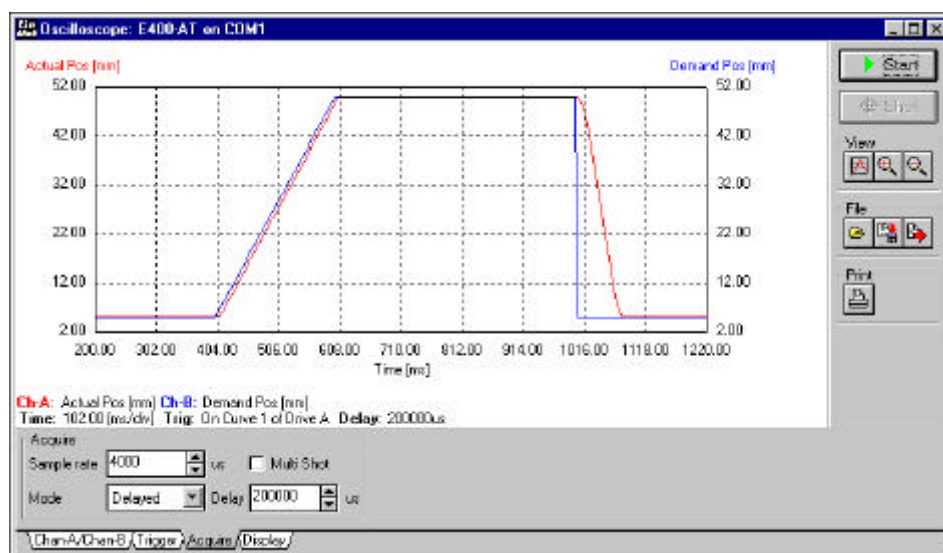 Oscilloscope: E400-AT on COM1
Actual Pos [mm]
Demand Pos [mm]
52.00
42.00
32.00
22.00
12.00
2.00
52.00
42.00
32.00
22.00
12.00
2.00
200.00 302.00 404.00 506.00 608.00 710.00 812.00 914.00 1016.00 1118.00 1220.00
Time [ms]
Ch-A: Actual Pos [mm] Ch-B: Demand Pos [mm]
Time: 102.00 [ms/div] Trig: On Curve 1 of Drive A Delay: 200000us
Start
Shot
View
File
Print
Acquire
Sample rate 4000 us Multi Shot
Mode Delayed Delay 200000 us
Chan-A/Chan-B Trigger Acquire Display